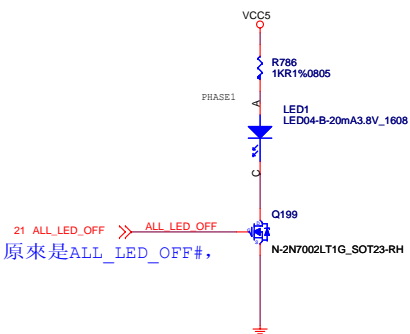 VCC5
R786
1KR1%0805
PHASE1
A
LED1
LED04-B-20mA3.8V_1608
C
Q199
21 ALL_LED_OFF
ALL_LED_OFF
N-2N7002LT1G_SOT23-RH
原來是ALL_LED_OFF#,